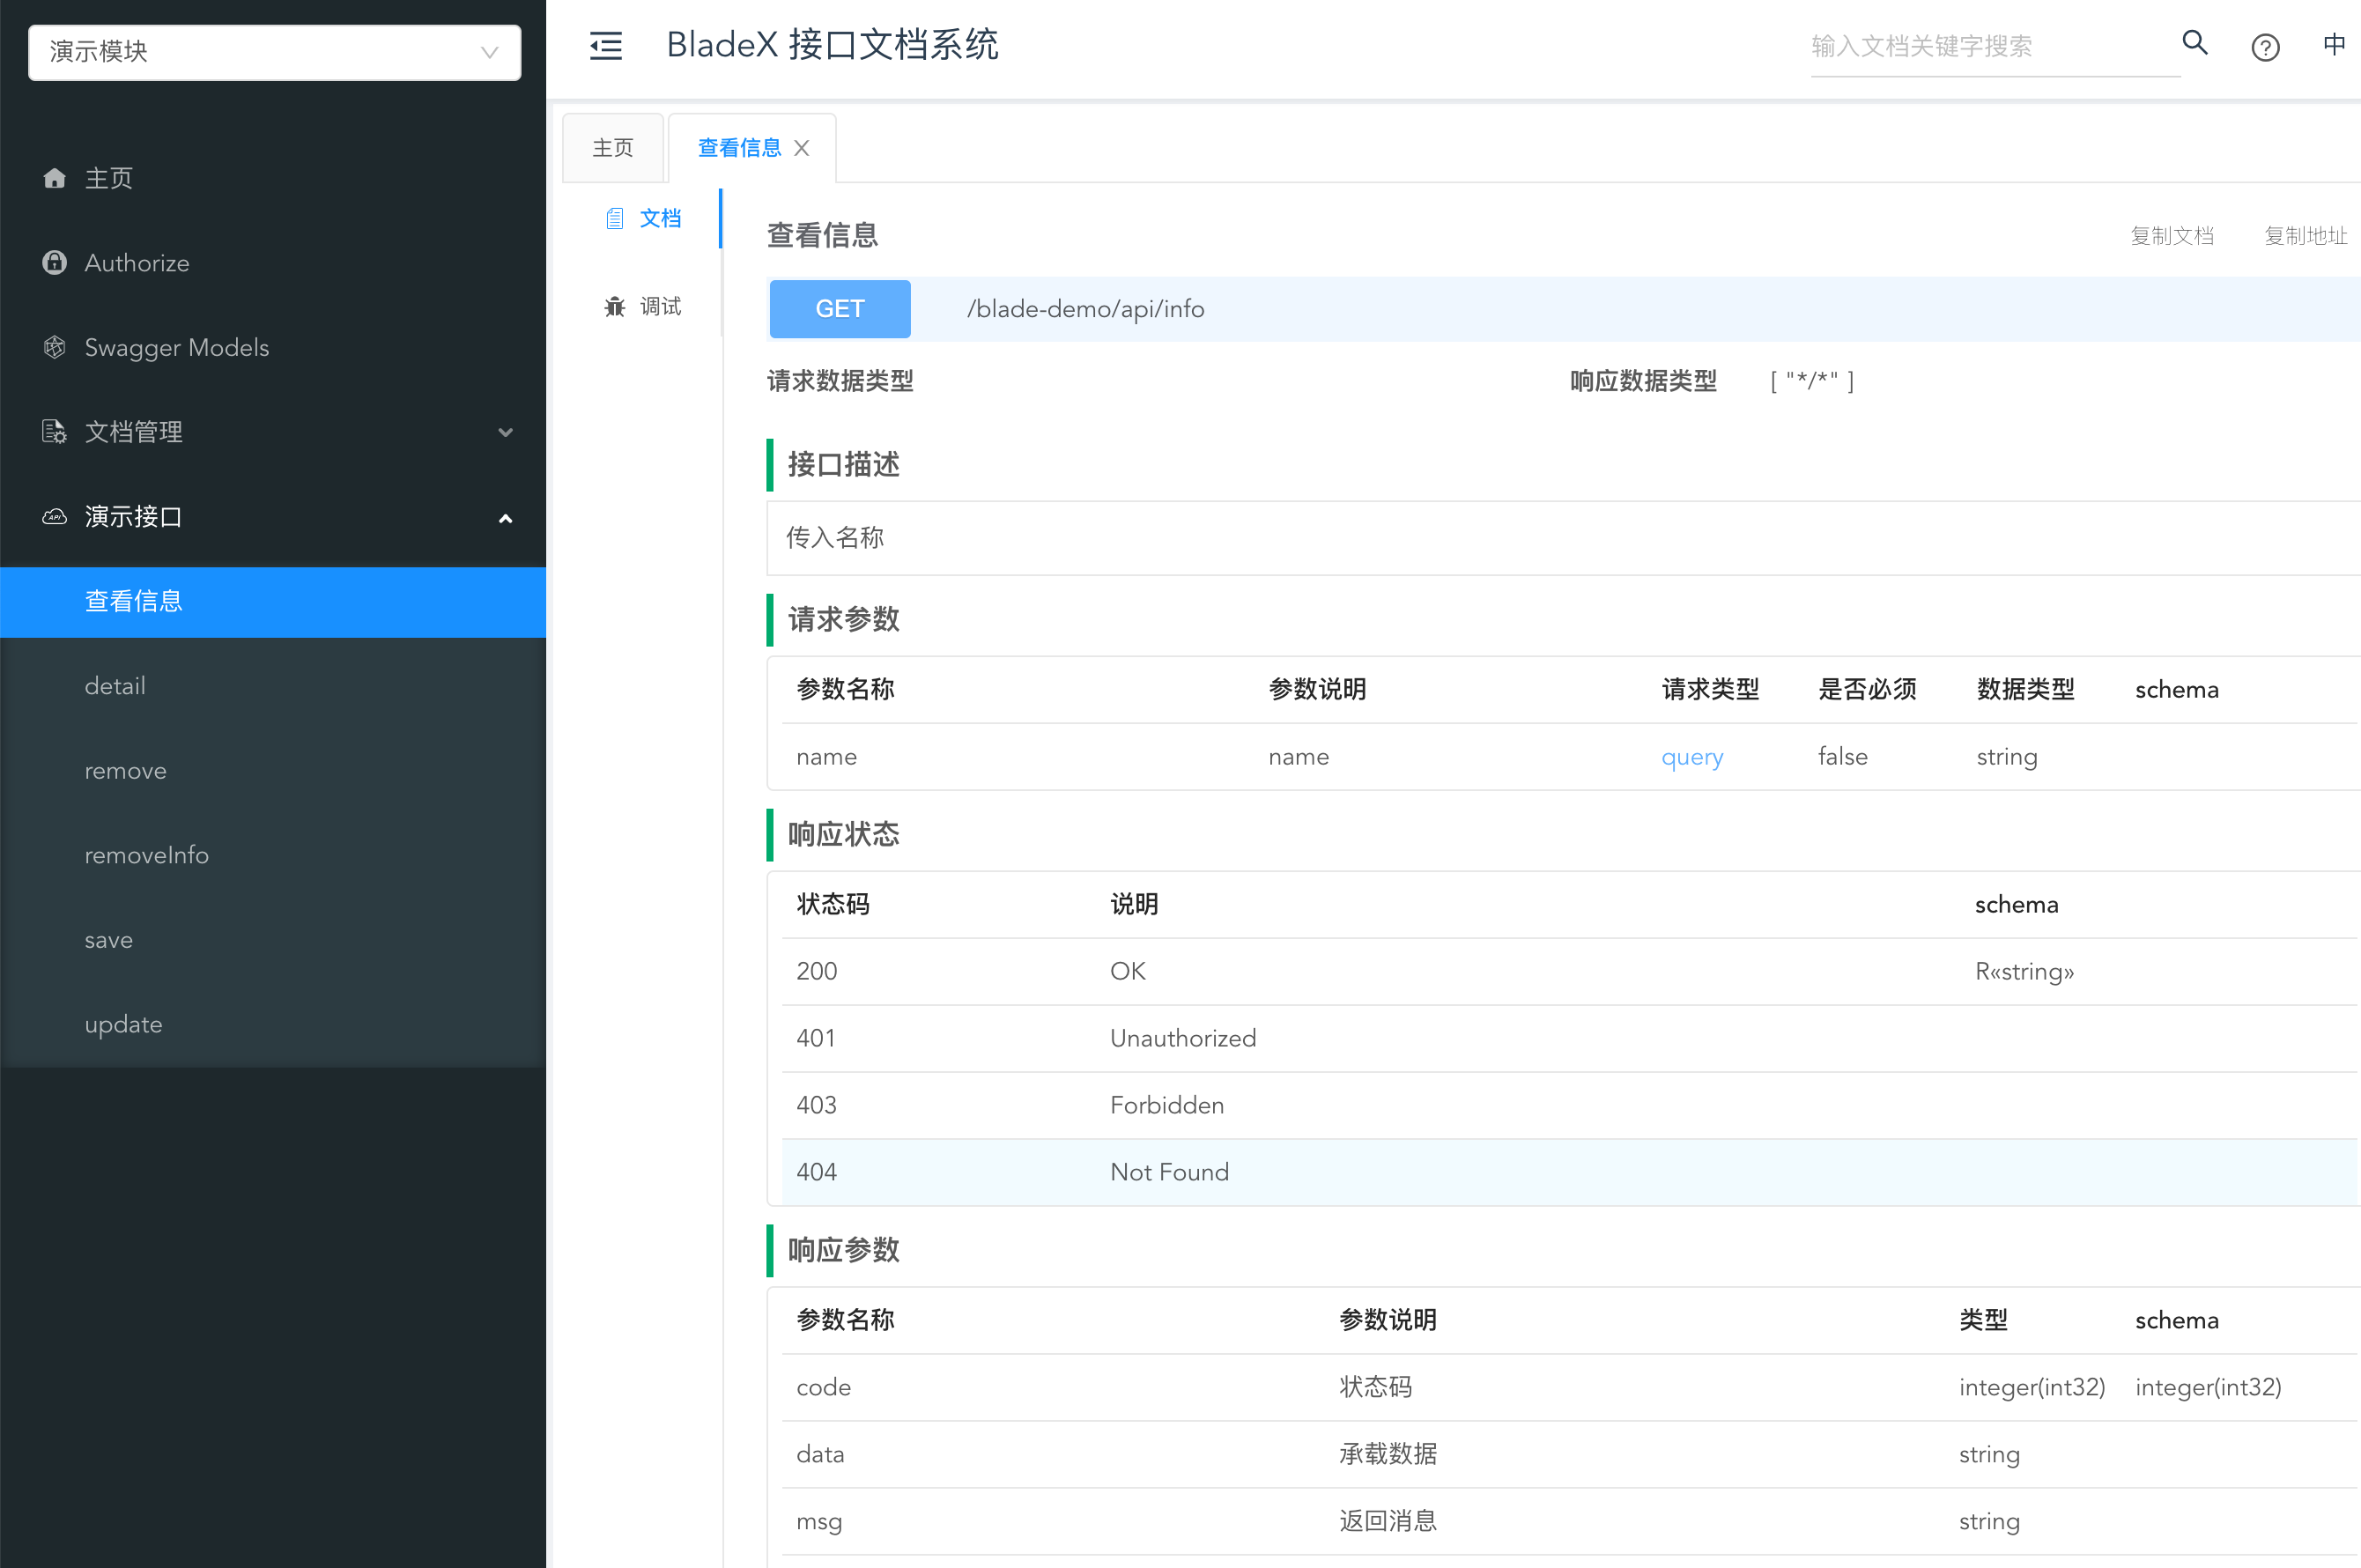 演示模块
主页
Authorize
Swagger Models
文档管理
演示接口
查看信息
detail
remove
removeInfo
save
update
BladeX 接口文档系统
输入文档关键字搜索
中
主页
查看信息
文档
调试
查看信息
复制文档 复制地址
GET /blade-demo/api/info
请求数据类型 响应数据类型 [ "*/*" ]
接口描述
传入名称
请求参数
参数名称 参数说明 请求类型 是否必须 数据类型 schema
name name query false string
响应状态
状态码 说明 schema
200 OK R«string»
401 Unauthorized
403 Forbidden
404 Not Found
响应参数
参数名称 参数说明 类型 schema
code 状态码 integer(int32) integer(int32)
data 承载数据 string
msg 返回消息 string